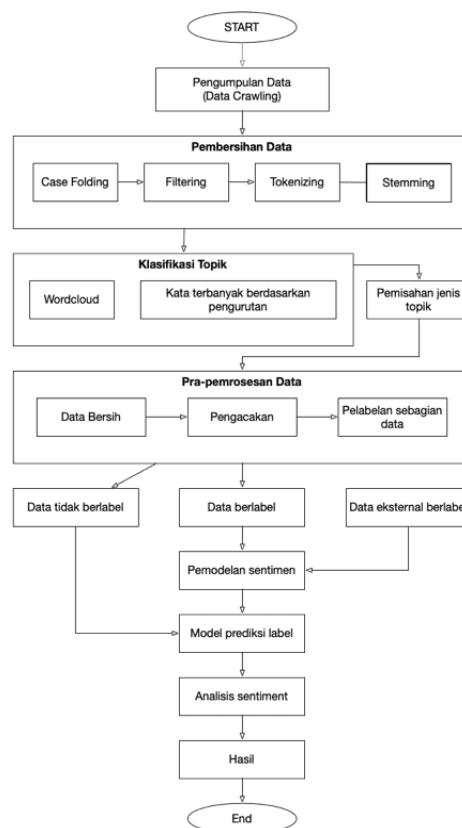 START
Pengumpulan Data
(Data Crawling)
Pembersihan Data
Case Folding
Filtering
Tokenizing
Stemming
Klasifikasi Topik
Wordcloud
Kata terbanyak berdasarkan
pengurutan
Pemisahan jenis
topik
Pra-pemrosesan Data
Data Bersih
Pengacakan
Pelabelan sebagian
data
Data tidak berlabel
Data berlabel
Data eksternal berlabel
Pemodelan sentimen
Model prediksi label
Analisis sentiment
Hasil
End